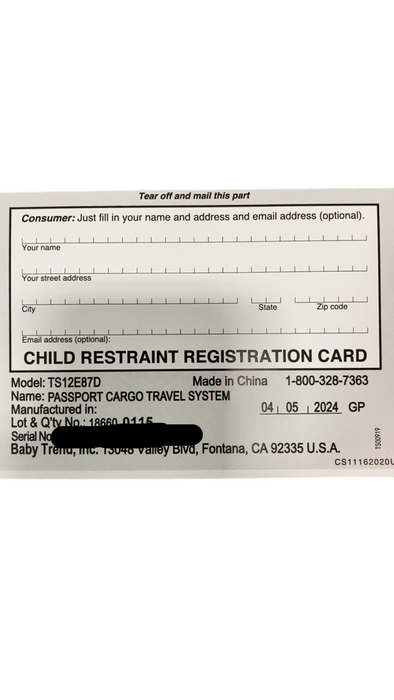 Tear off and mail this part
Consumer: Just fill in your name and address and email address (optional).
Your name
Your street address
City State Zip code
Email address (optional):
CHILD RESTRAINT REGISTRATION CARD
Model: TS12E87D Made in China 1-800-328-7363
Name: PASSPORT CARGO TRAVEL SYSTEM
Manufactured in: 04 05 2024 GP
Lot & Q'ty No.: 18660 0115
Serial No
Baby Trend, Inc. 13048 Valley Blvd, Fontana, CA 92335 U.S.A.
TS00919
CS11162020U